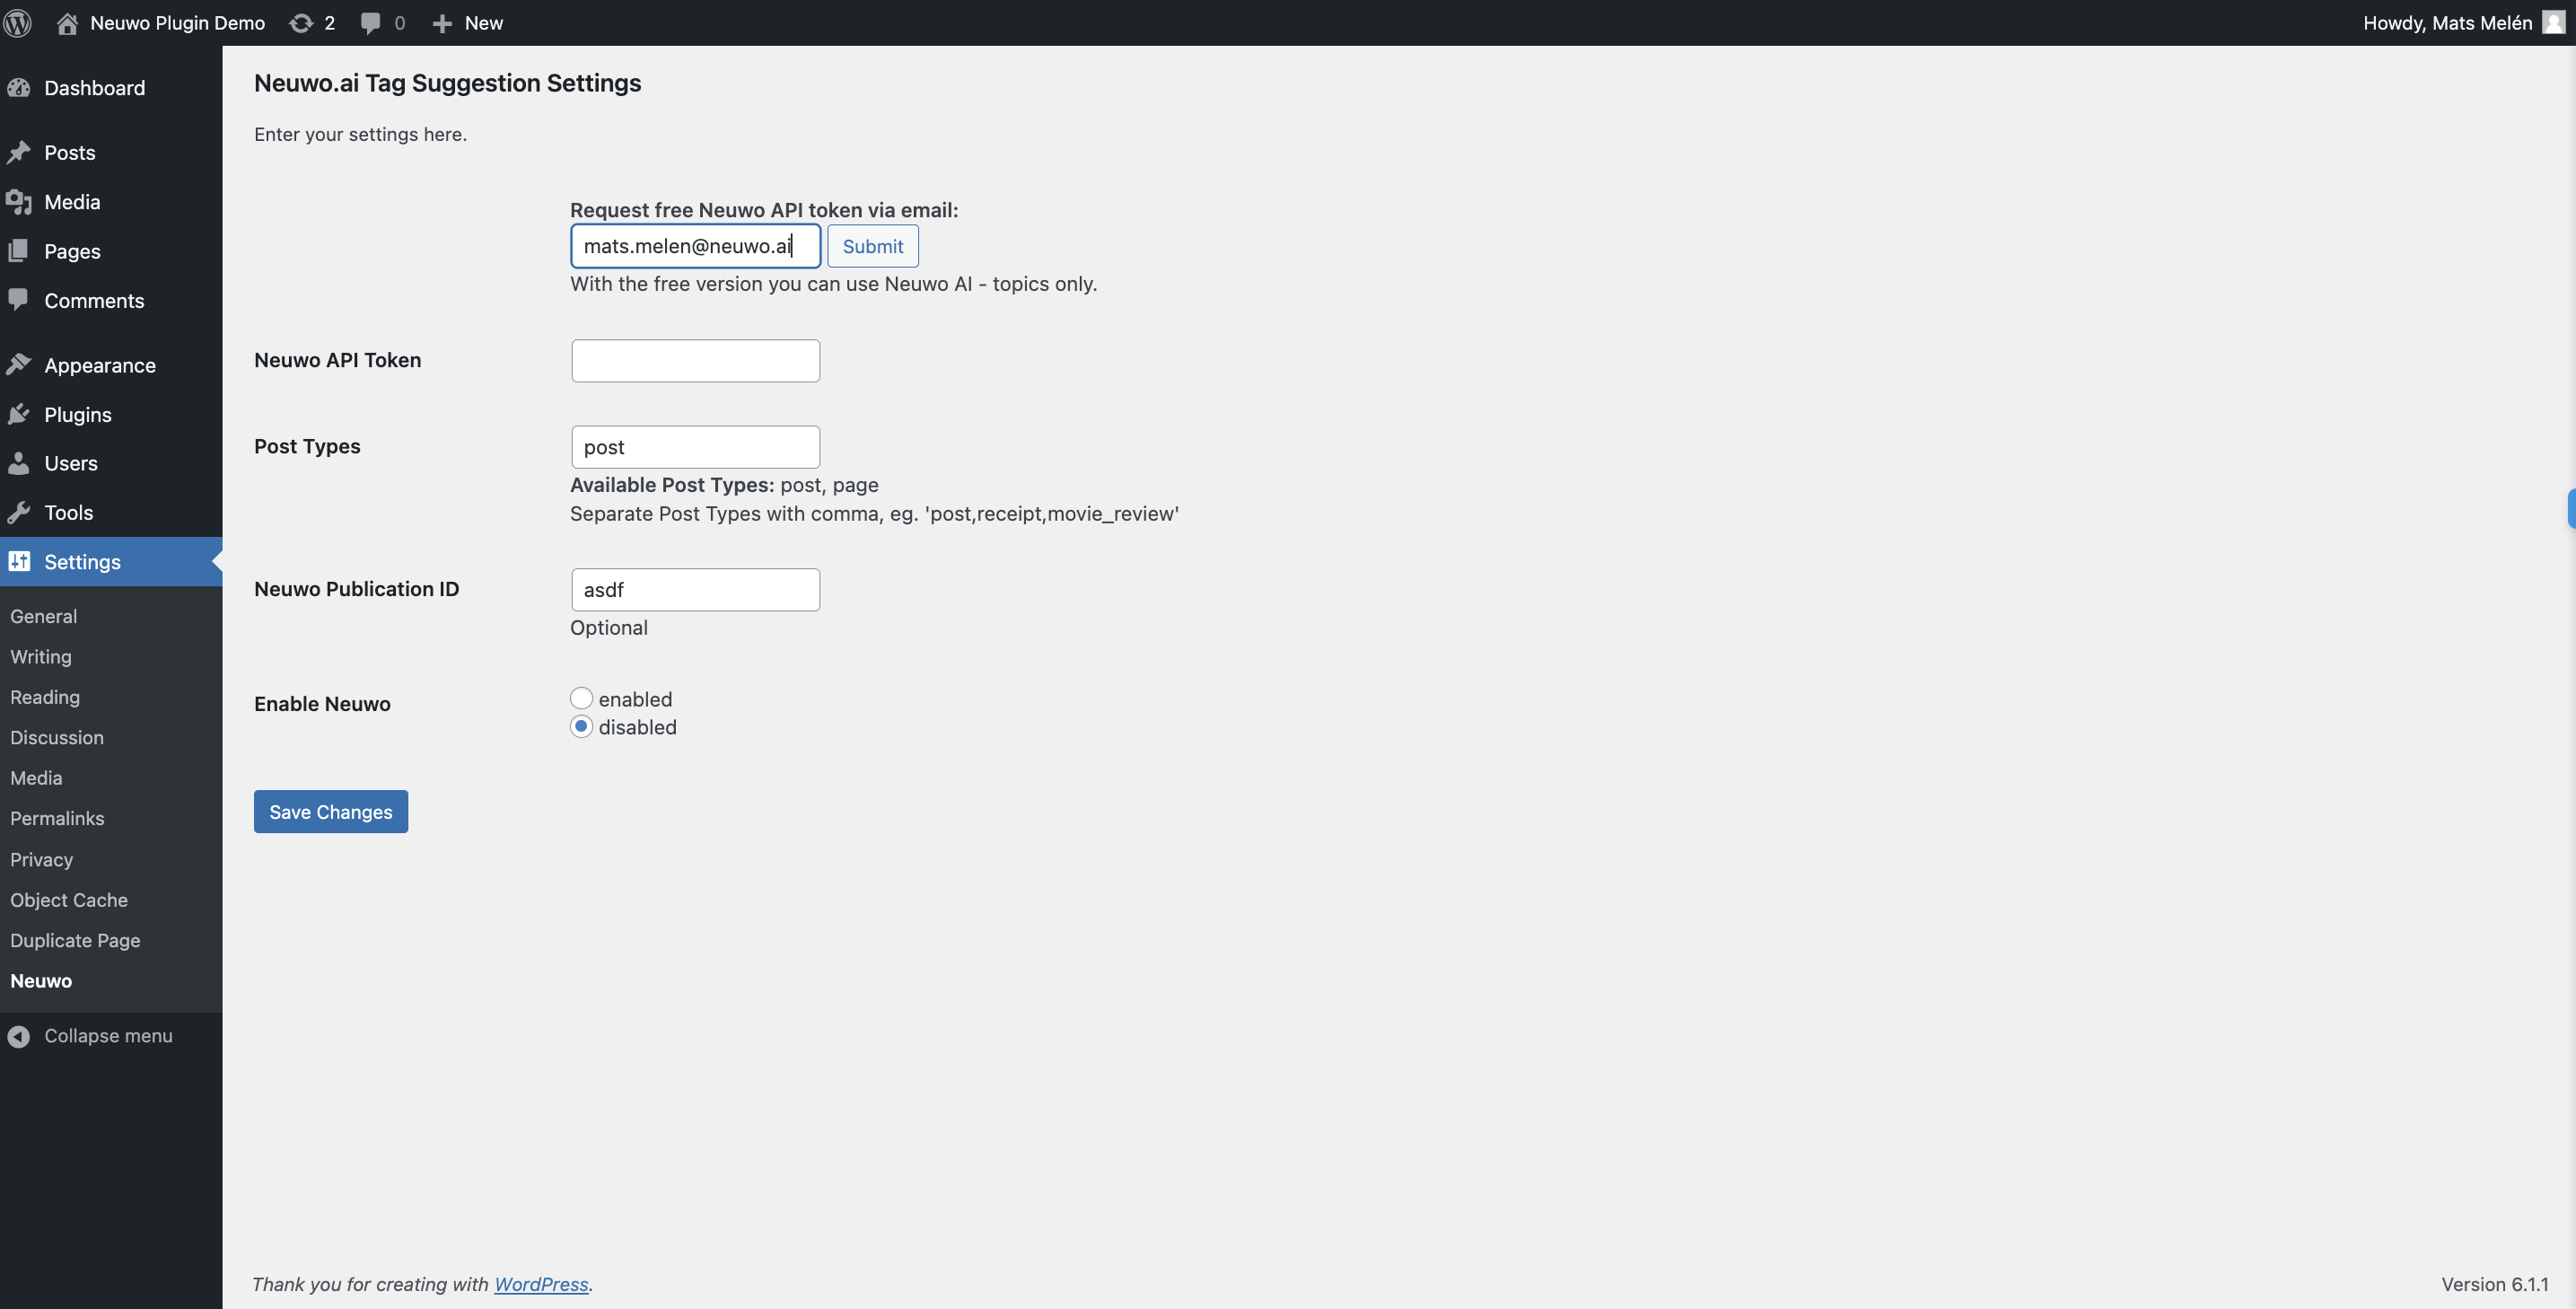 Neuwo Plugin Demo 2 0 New Howdy, Mats Melén
Dashboard
Posts
Media
Pages
Comments
Appearance
Plugins
Users
Tools
Settings
General
Writing
Reading
Discussion
Media
Permalinks
Privacy
Object Cache
Duplicate Page
Neuwo
Collapse menu
Neuwo.ai Tag Suggestion Settings
Enter your settings here.
Request free Neuwo API token via email:
mats.melen@neuwo.ai Submit
With the free version you can use Neuwo AI - topics only.
Neuwo API Token
Post Types post
Available Post Types: post, page
Separate Post Types with comma, eg. 'post,receipt,movie_review'
Neuwo Publication ID asdf
Optional
Enable Neuwo enabled
disabled
Save Changes
Thank you for creating with WordPress. Version 6.1.1